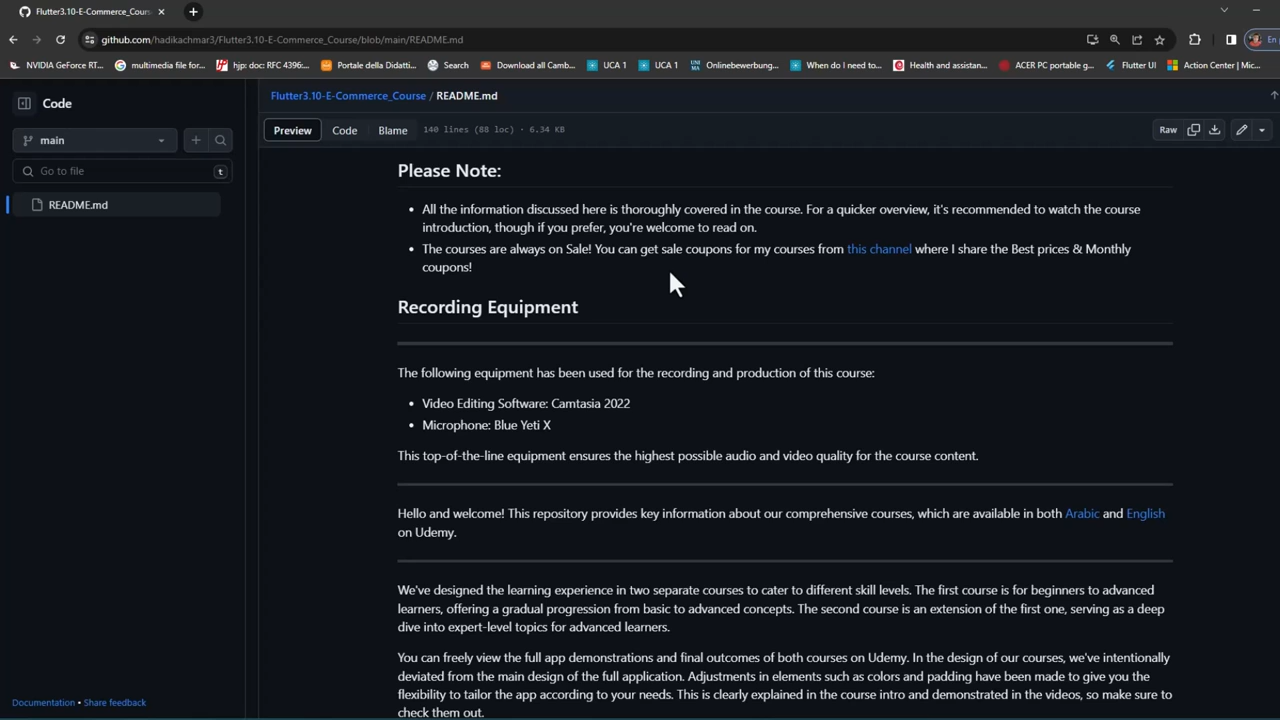 Flutter3.10-E-Commerce_Cours
github.com/hadikachmar3/Flutter3.10-E-Commerce_Course/blob/main/README.md
En
NVIDIA GeForce RT...
multimedia file for...
hjp: doc: RFC 4396...
Portale della Didatti...
Search
Download all Camb...
UCA 1
UCA 1
Onlinebewerbung...
When do I need to...
Health and assistan...
ACER PC portable g...
Flutter UI
Action Center | Mic...
Code
Flutter3.10-E-Commerce_Course / README.md
main
Preview Code Blame 140 lines (88 loc) · 6.34 KB
Raw
Go to file
t
README.md
Please Note:
• All the information discussed here is thoroughly covered in the course. For a quicker overview, it's recommended to watch the course
introduction, though if you prefer, you're welcome to read on.
• The courses are always on Sale! You can get sale coupons for my courses from this channel where I share the Best prices & Monthly
coupons!
Recording Equipment
The following equipment has been used for the recording and production of this course:
• Video Editing Software: Camtasia 2022
• Microphone: Blue Yeti X
This top-of-the-line equipment ensures the highest possible audio and video quality for the course content.
Hello and welcome! This repository provides key information about our comprehensive courses, which are available in both Arabic and English
on Udemy.
We've designed the learning experience in two separate courses to cater to different skill levels. The first course is for beginners to advanced
learners, offering a gradual progression from basic to advanced concepts. The second course is an extension of the first one, serving as a deep
dive into expert-level topics for advanced learners.
You can freely view the full app demonstrations and final outcomes of both courses on Udemy. In the design of our courses, we've intentionally
deviated from the main design of the full application. Adjustments in elements such as colors and padding have been made to give you the
flexibility to tailor the app according to your needs. This is clearly explained in the course intro and demonstrated in the videos, so make sure to
check them out.
Documentation • Share feedback